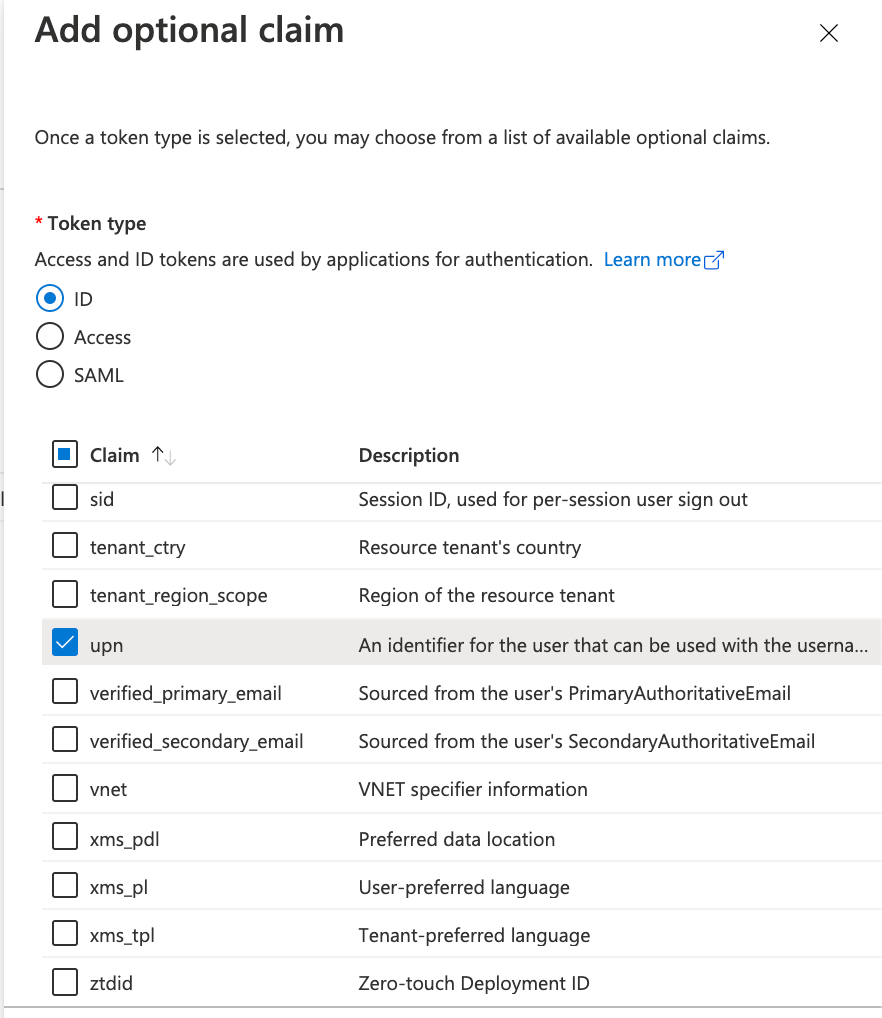 Add optional claim
Once a token type is selected, you may choose from a list of available optional claims.
* Token type
Access and ID tokens are used by applications for authentication. Learn more
ID
Access
SAML
Claim Description
sid Session ID, used for per-session user sign out
tenant_ctry Resource tenant's country
tenant_region_scope Region of the resource tenant
upn An identifier for the user that can be used with the userna...
verified_primary_email Sourced from the user's PrimaryAuthoritativeEmail
verified_secondary_email Sourced from the user's SecondaryAuthoritativeEmail
vnet VNET specifier information
xms_pdl Preferred data location
xms_pl User-preferred language
xms_tpl Tenant-preferred language
ztdid Zero-touch Deployment ID